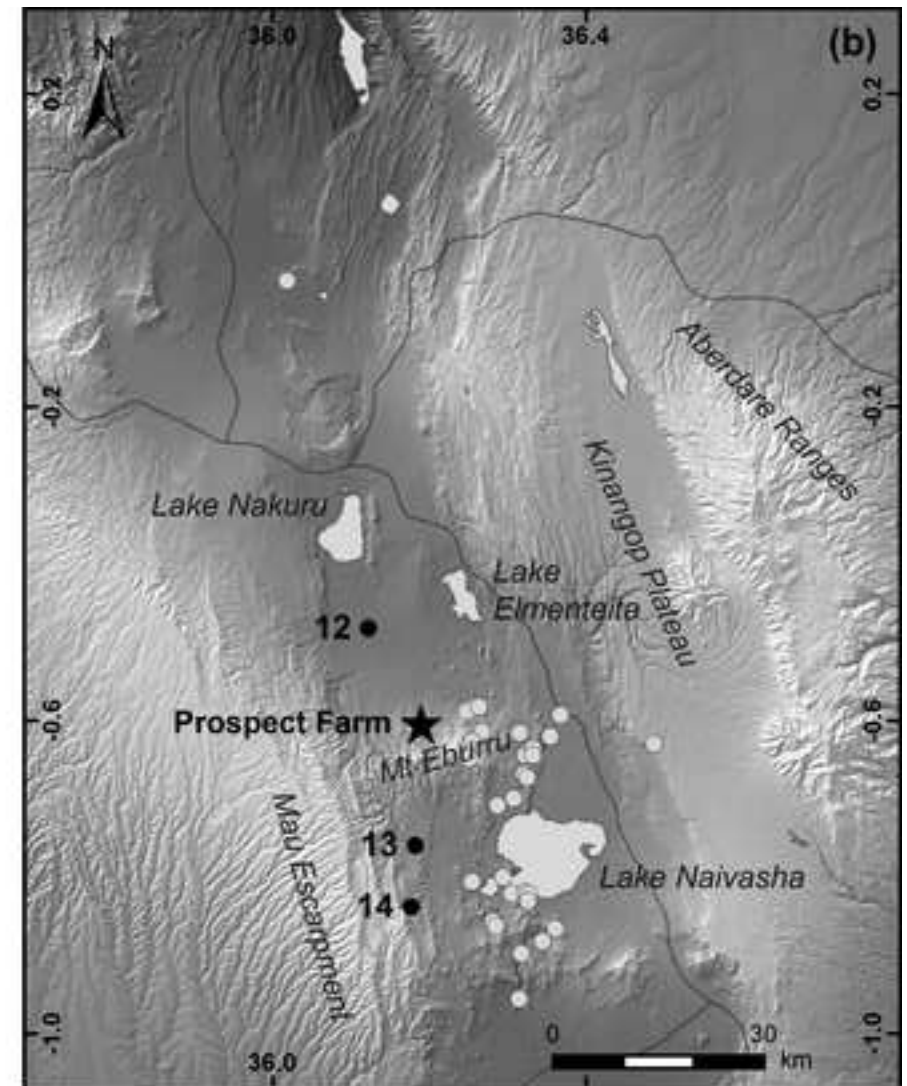 N
36.0
36.4
(b)
0.2
0.2
-0.2
-0.2
Aberdare Ranges
Kinangop Plateau
Lake Nakuru
Lake
Elmenteita
12
Prospect Farm
-0.6
-0.6
Mt Eburru
Mau Escarpment
13
Lake Naivasha
14
-1.0
-1.0
36.0
0
30
km